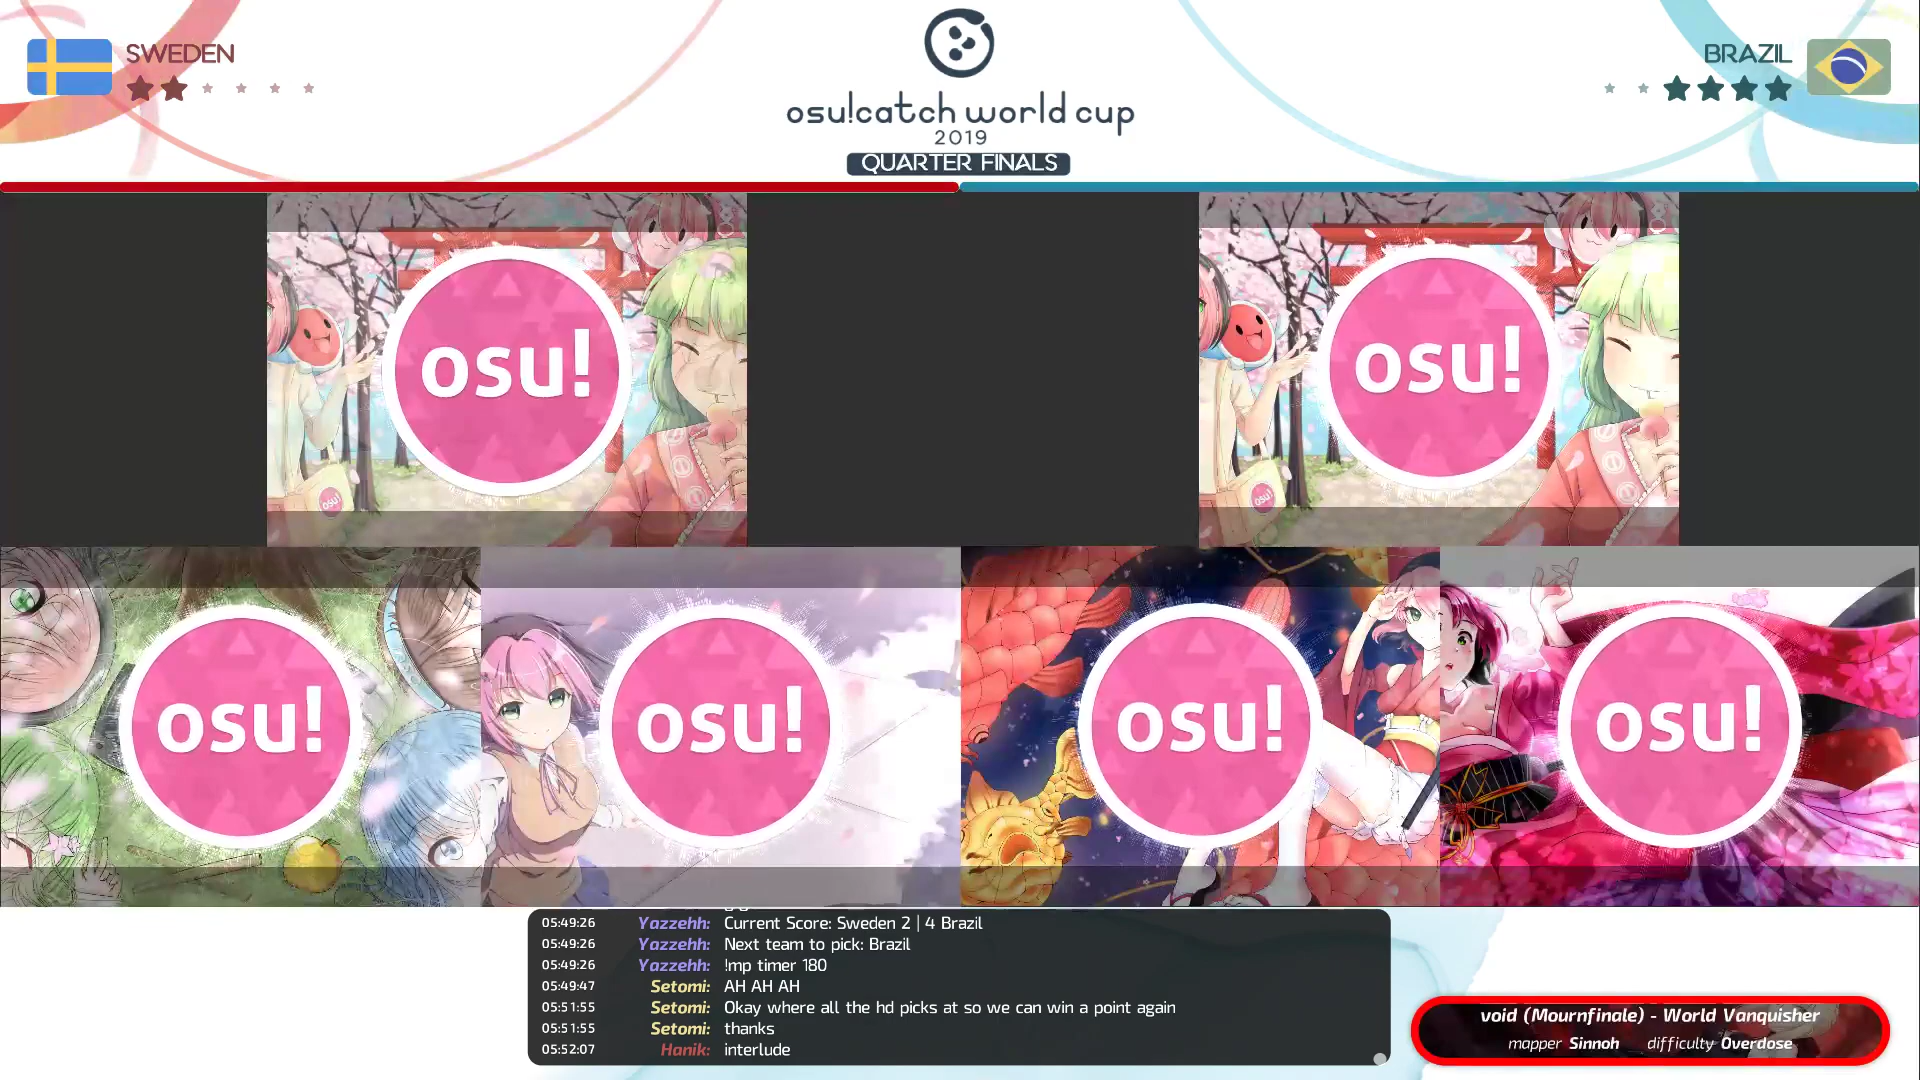 SWEDEN
BRAZIL
osu!catch world cup
2019
QUARTER FINALS
osu!
osu!
osu!
osu!
osu!
osu!
osu!
osu!
05:49:26 Yazzehh: Current Score: Sweden 2 | 4 Brazil
05:49:26 Yazzehh: Next team to pick: Brazil
05:49:26 Yazzehh: !mp timer 180
05:49:47 Setomi: AH AH AH
05:51:55 Setomi: Okay where all the hd picks at so we can win a point again
05:51:55 Setomi: thanks
05:52:07 Hanik: interlude
void (Mournfinale) - World Vanquisher
mapper Sinnoh difficulty Overdose